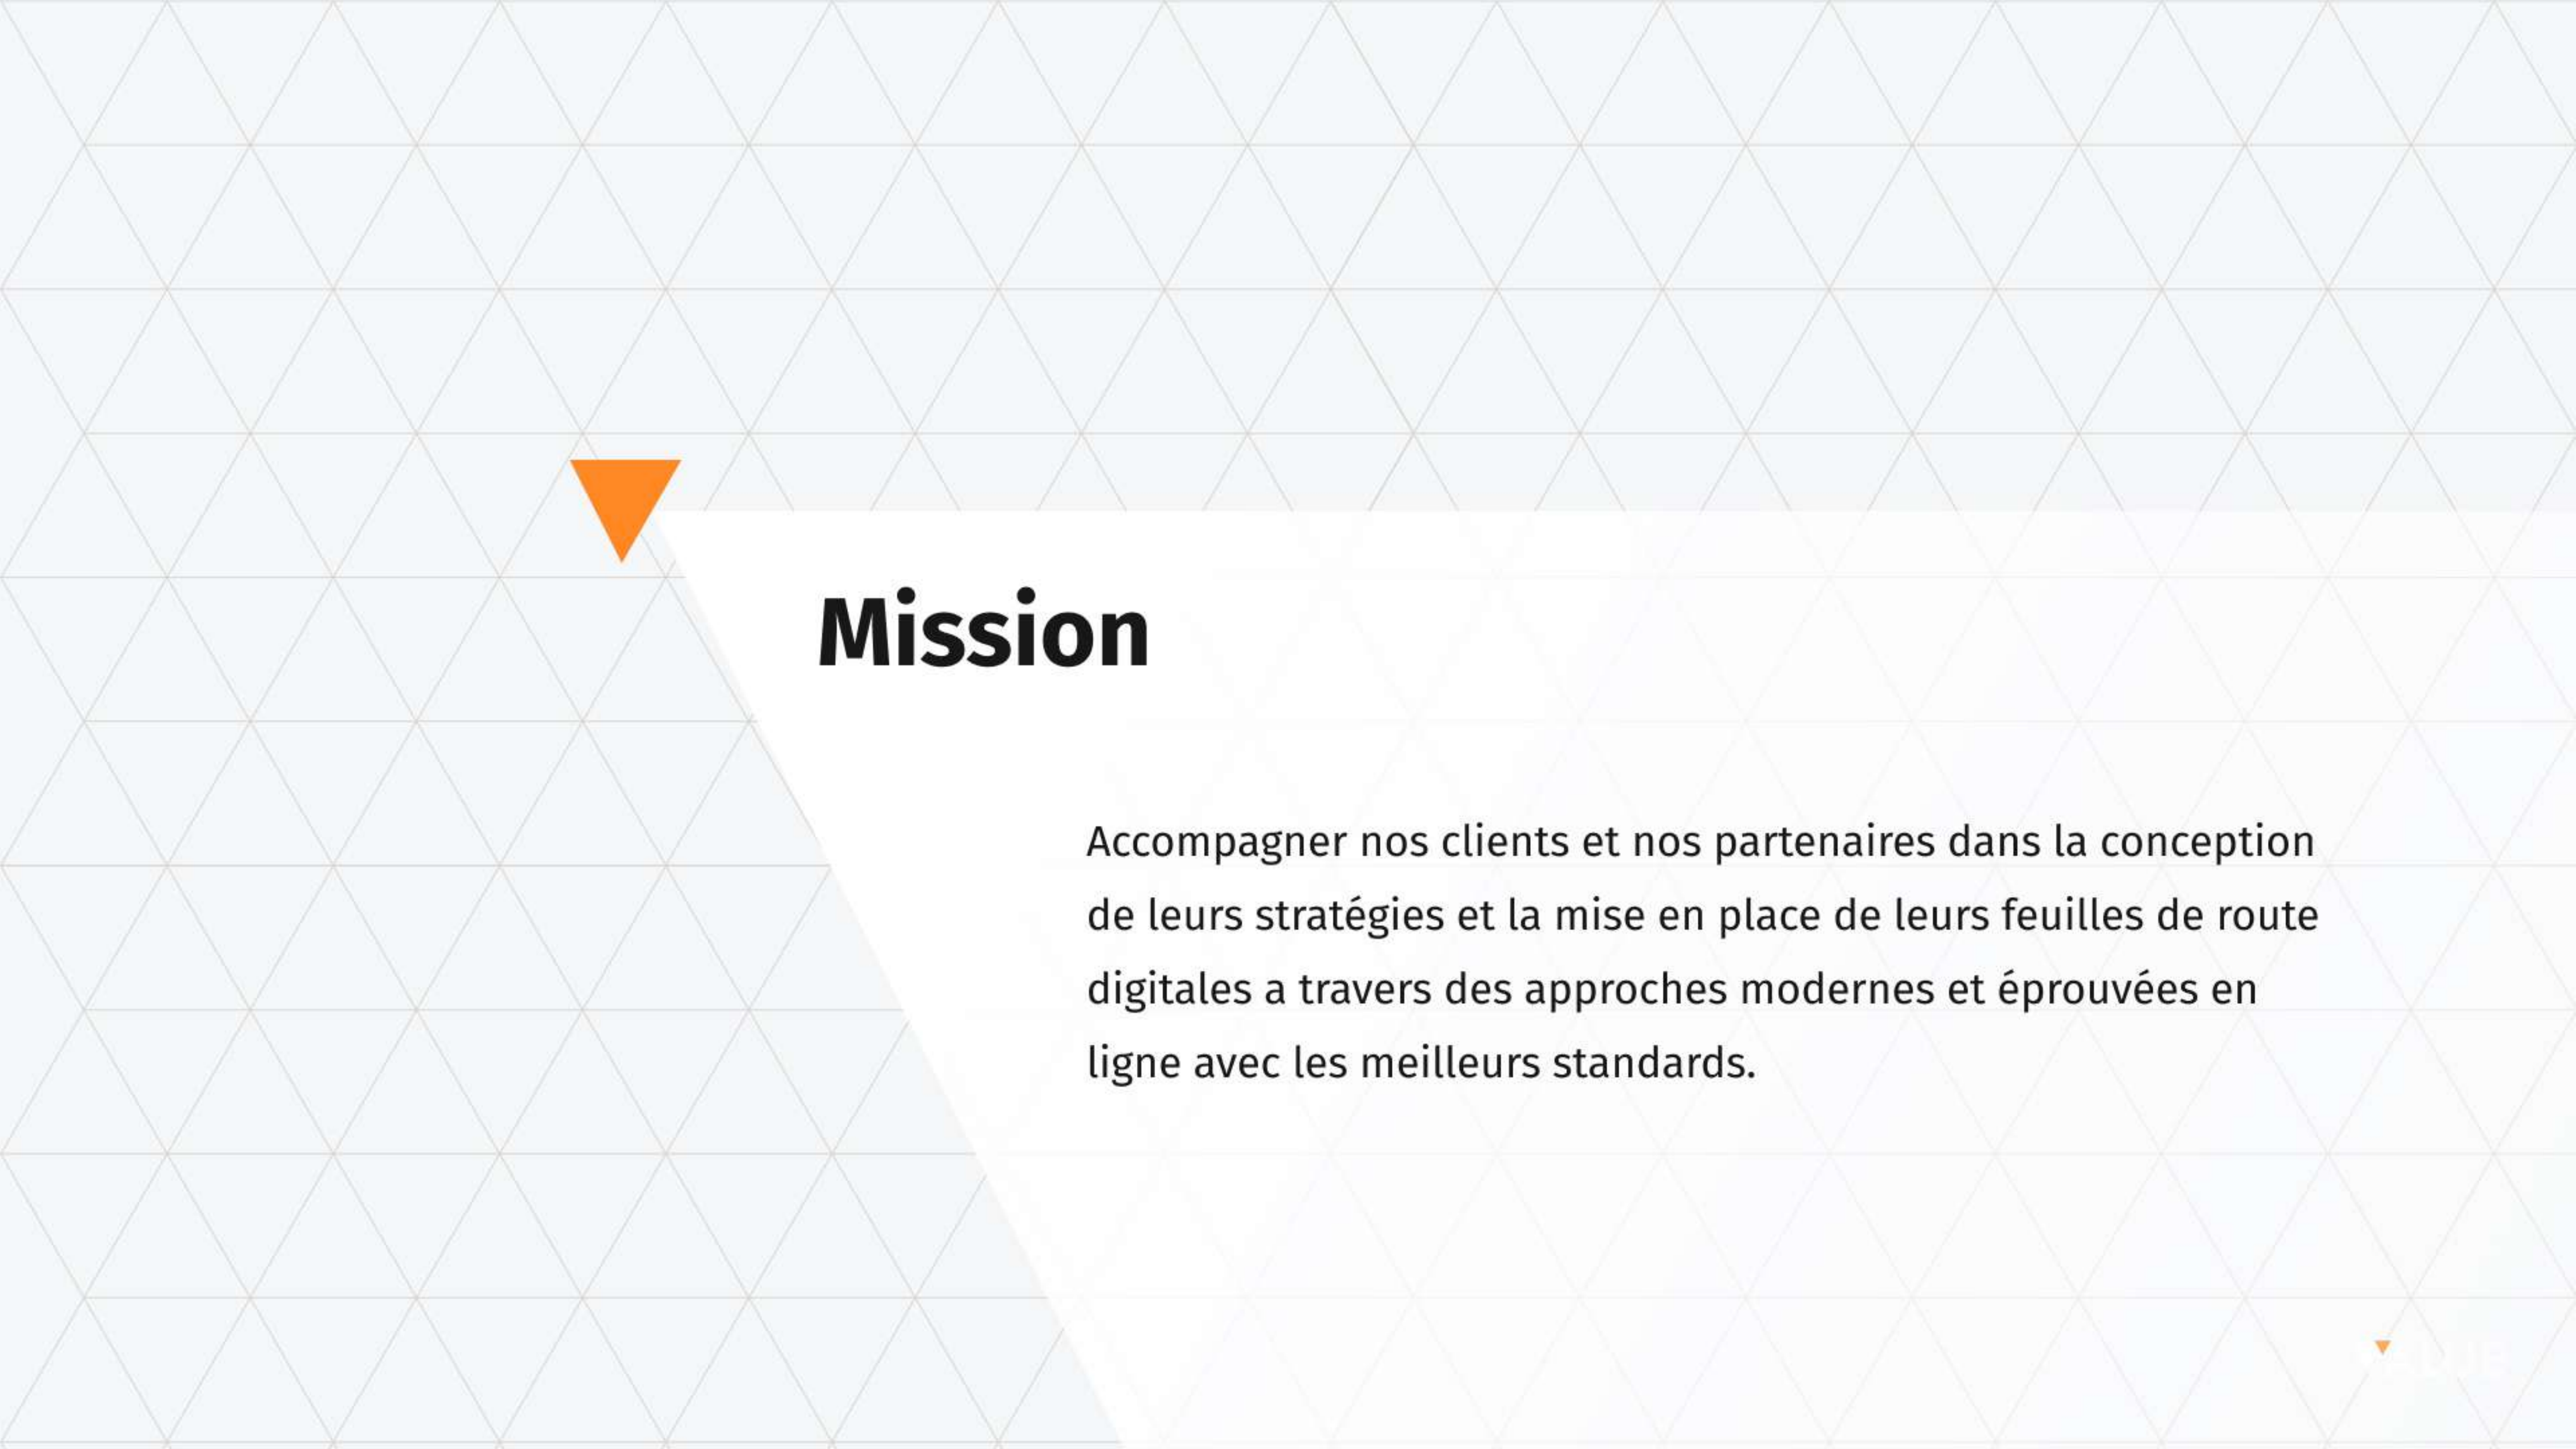 Mission
Accompagner nos clients et nos partenaires dans la conception
de leurs stratégies et la mise en place de leurs feuilles de route
digitales a travers des approches modernes et éprouvées en
ligne avec les meilleurs standards.